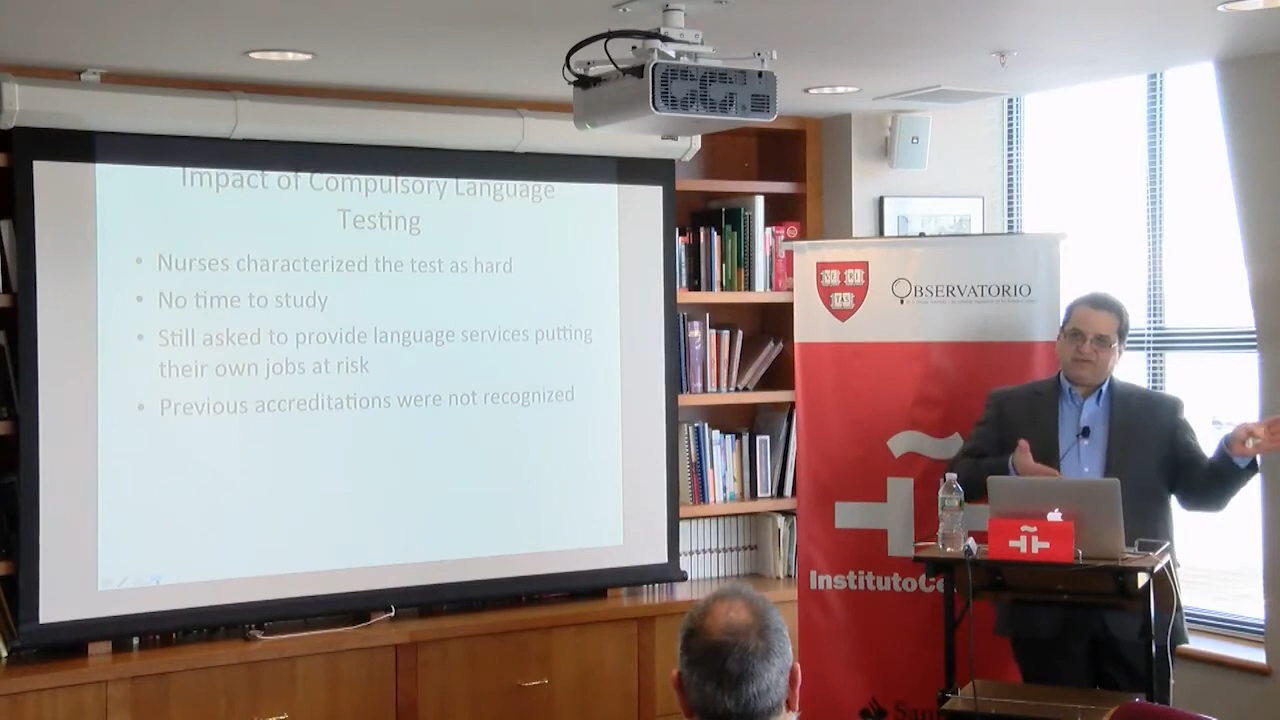 Impact of Compulsory Language
Testing
• Nurses characterized the test as hard
• No time to study
• Still asked to provide language services putting
their own jobs at risk
• Previous accreditations were not recognized
OBSERVATORIO
InstitutoCe
San